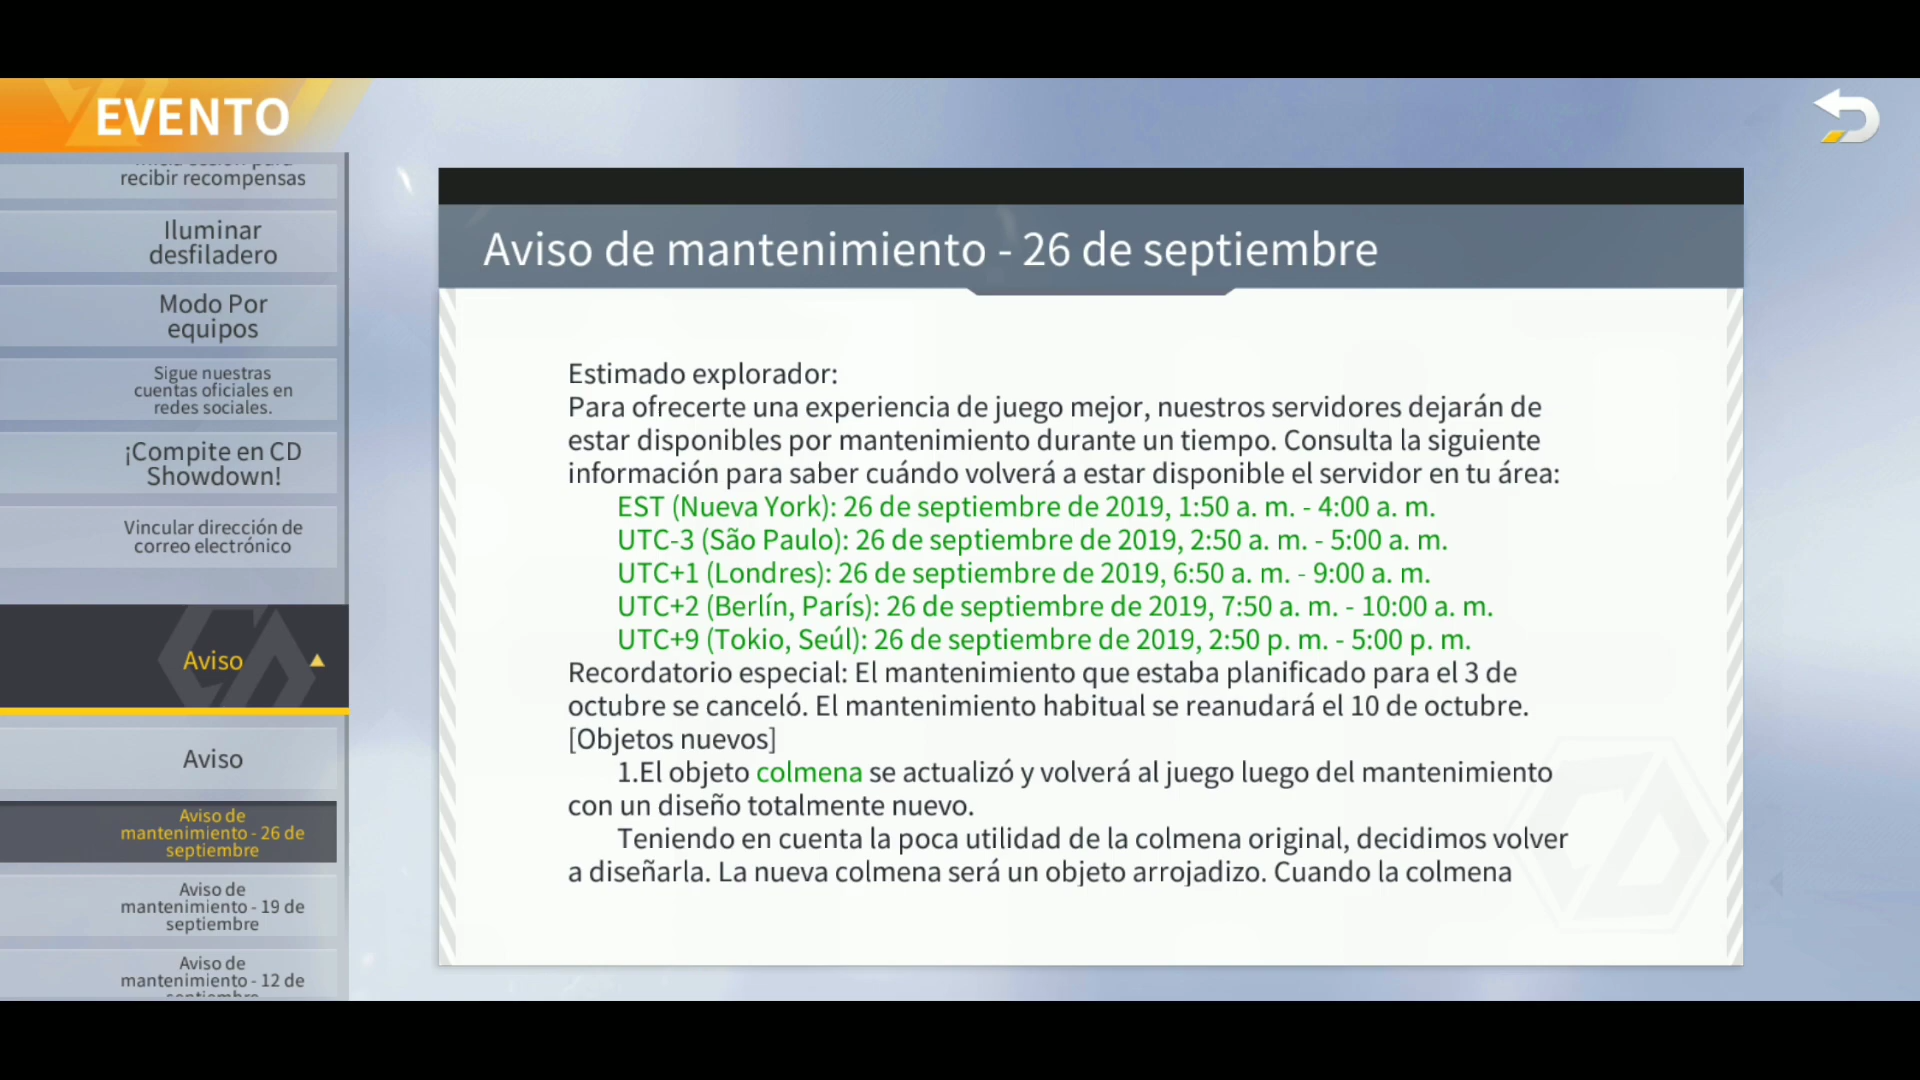 EVENTO
recibir recompensas
Iluminar
desfiladero
Modo Por
equipos
Sigue nuestras
cuentas oficiales en
redes sociales.
¡Compite en CD
Showdown!
Vincular dirección de
correo electrónico
Aviso
Aviso
Aviso de
mantenimiento - 26 de
septiembre
Aviso de
mantenimiento - 19 de
septiembre
Aviso de
mantenimiento - 12 de
Aviso de mantenimiento - 26 de septiembre
Estimado explorador:
Para ofrecerte una experiencia de juego mejor, nuestros servidores dejarán de
estar disponibles por mantenimiento durante un tiempo. Consulta la siguiente
información para saber cuándo volverá a estar disponible el servidor en tu área:
EST (Nueva York): 26 de septiembre de 2019, 1:50 a. m. - 4:00 a. m.
UTC-3 (São Paulo): 26 de septiembre de 2019, 2:50 a. m. - 5:00 a. m.
UTC+1 (Londres): 26 de septiembre de 2019, 6:50 a. m. - 9:00 a. m.
UTC+2 (Berlín, París): 26 de septiembre de 2019, 7:50 a. m. - 10:00 a. m.
UTC+9 (Tokio, Seúl): 26 de septiembre de 2019, 2:50 p. m. - 5:00 p. m.
Recordatorio especial: El mantenimiento que estaba planificado para el 3 de
octubre se canceló. El mantenimiento habitual se reanudará el 10 de octubre.
[Objetos nuevos]
1.El objeto colmena se actualizó y volverá al juego luego del mantenimiento
con un diseño totalmente nuevo.
Teniendo en cuenta la poca utilidad de la colmena original, decidimos volver
a diseñarla. La nueva colmena será un objeto arrojadizo. Cuando la colmena